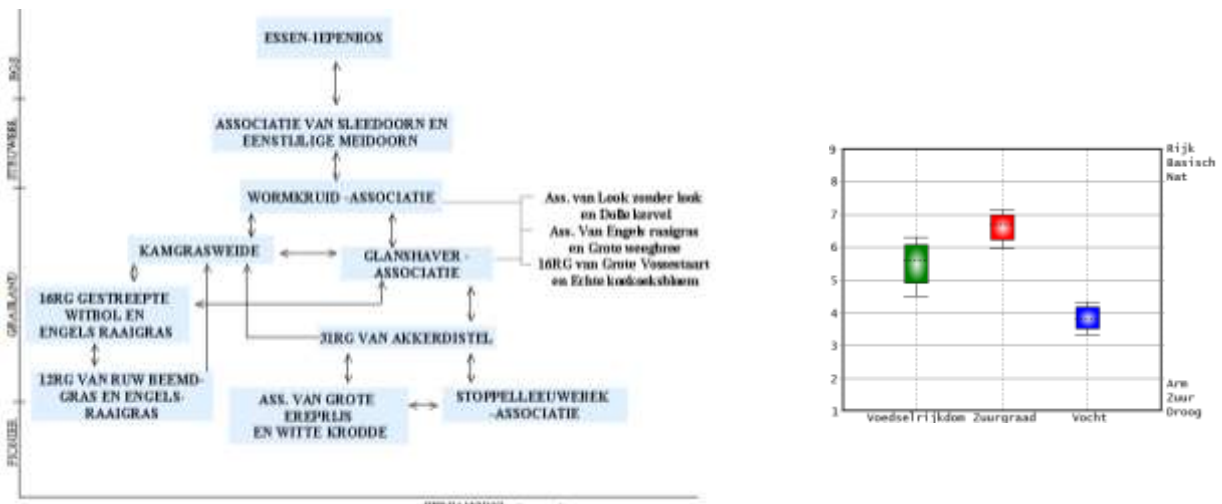 BOS
ESSEN-IEPENBOS
STRUWEEL
ASSOCIATIE VAN SLEEDOORN EN
EENSTIJLIGE MEIDOORN
WORMKRUID-ASSOCIATIE
Ass. van Look zonder look
en Dolle kervel
Ass. Van Engels raaigras
en Grote weegbree
16RG van Grote Vossestaart
en Echte koekoeksbloem
GRASLAND
KAMGRASWEIDE
GLANSHAVER-
ASSOCIATIE
16RG GESTREEPTE
WITBOL EN
ENGELS RAAIGRAS
31RG VAN AKKERDISTEL
12RG VAN RUW BEEMD-
GRAS EN ENGELS-
RAAIGRAS
ASS. VAN GROTE
EREPRIJS
EN WITTE KRODDE
STOPPELLEEUWEBEK
-ASSOCIATIE
PIONIER
9
8
7
6
5
4
3
2
1
Rijk
Basisch
Nat
Arm
Zuur
Droog
Voedselrijkdom Zuurgraad Vocht